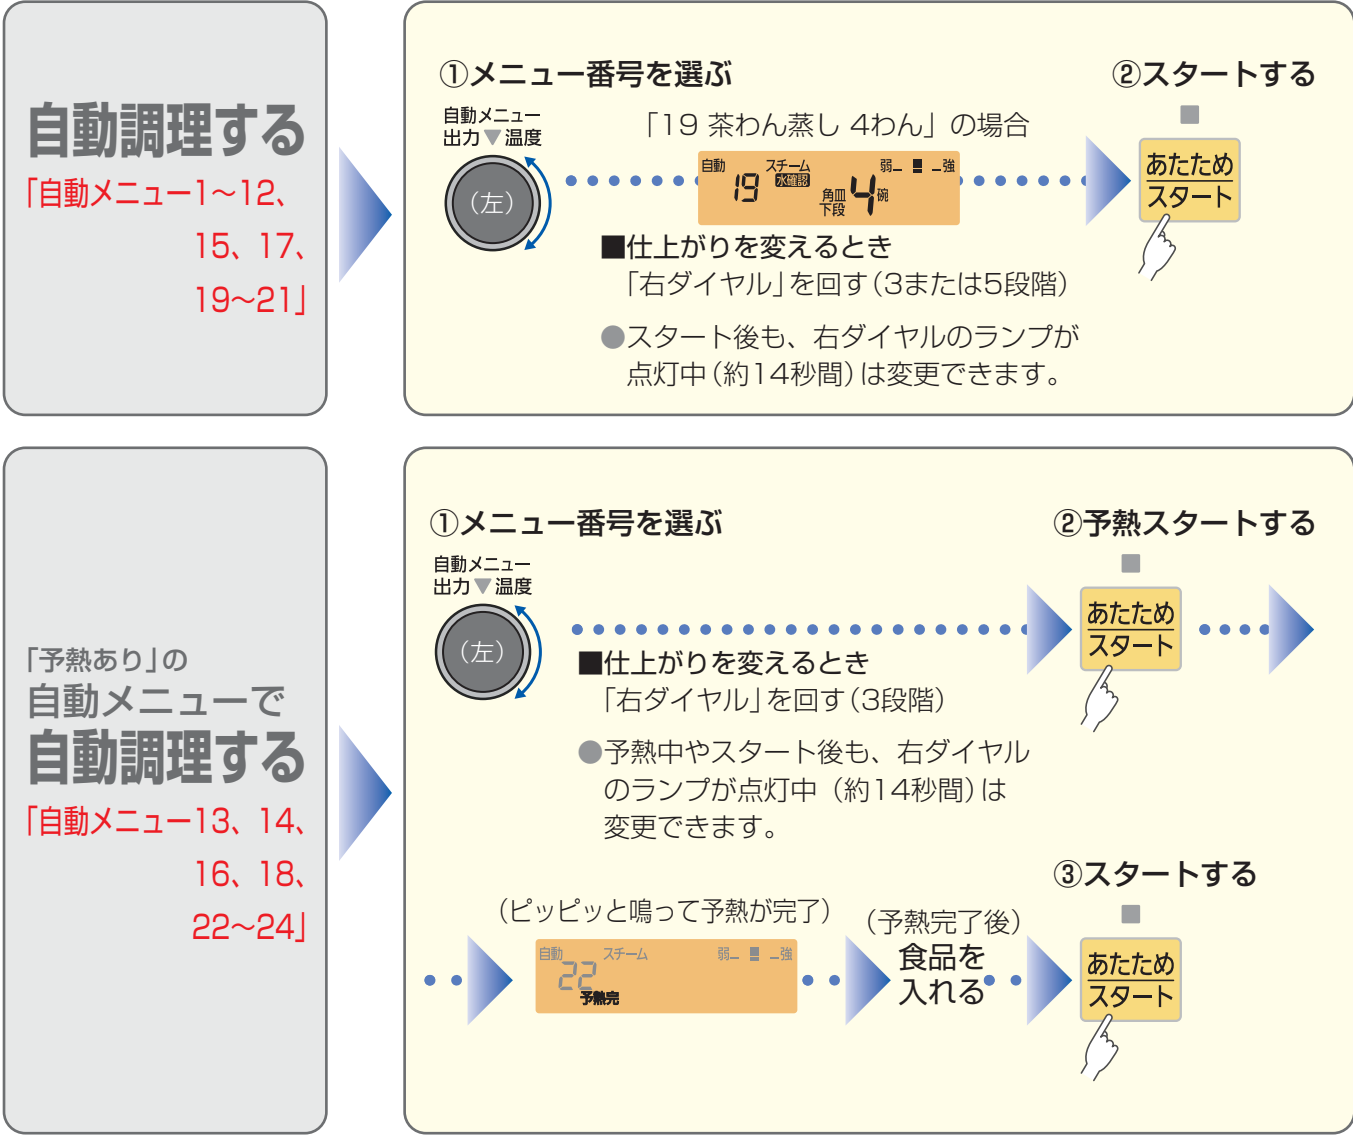 自動調理する
「自動メニュー1～12、
15、17、
19～21」
①メニュー番号を選ぶ
自動メニュー
出力▼温度
（左）
「19 茶わん蒸し 4わん」の場合
自動 スチーム 弱 強
水確認
19 角皿 4 碗
下段
■仕上がりを変えるとき
「右ダイヤル」を回す（3または5段階）
●スタート後も、右ダイヤルのランプが
点灯中（約14秒間）は変更できます。
②スタートする
あたため
スタート
「予熱あり」の
自動メニューで
自動調理する
「自動メニュー13、14、
16、18、
22～24」
①メニュー番号を選ぶ
自動メニュー
出力▼温度
（左）
■仕上がりを変えるとき
「右ダイヤル」を回す（3段階）
●予熱中やスタート後も、右ダイヤル
のランプが点灯中（約14秒間）は
変更できます。
②予熱スタートする
あたため
スタート
（ピッピッと鳴って予熱が完了）
自動 スチーム 弱 強
22
予熱完
（予熱完了後）
食品を
入れる
③スタートする
あたため
スタート